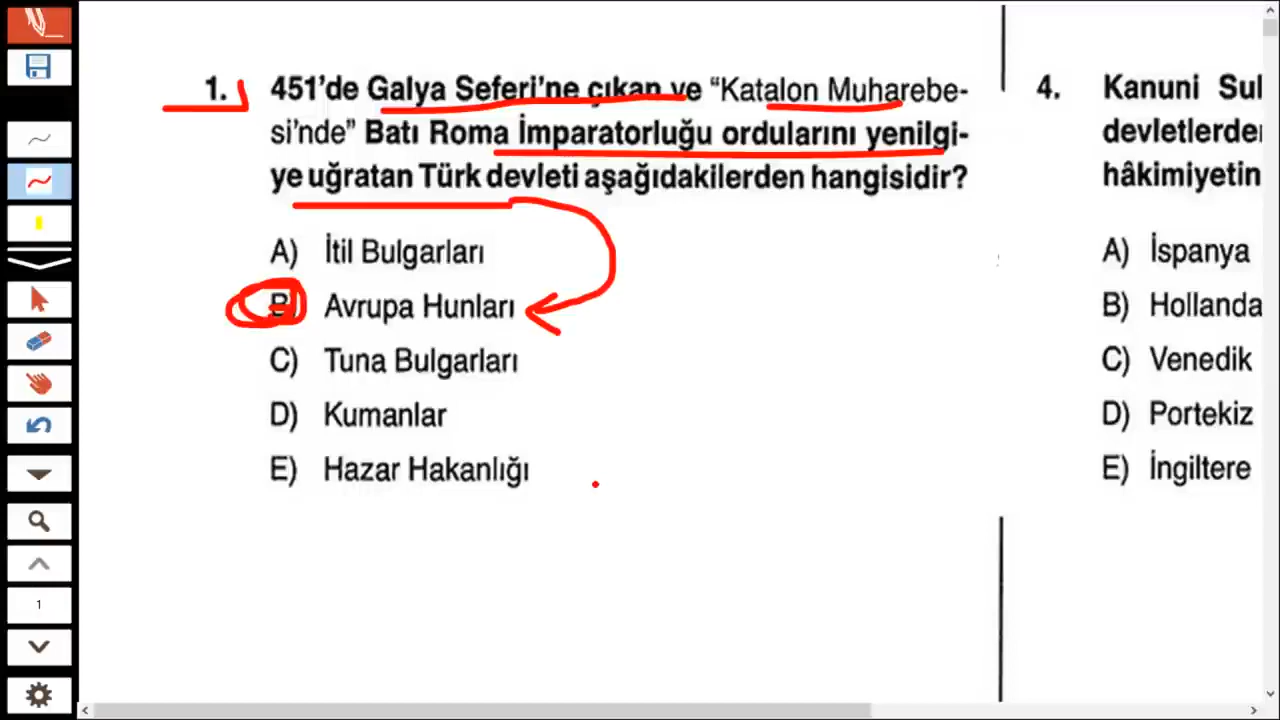 1. 451'de Galya Seferi'ne çıkan ve “Katalon Muharebe-
si'nde” Batı Roma İmparatorluğu ordularını yenilgi-
ye uğratan Türk devleti aşağıdakilerden hangisidir?
A) İtil Bulgarları
B) Avrupa Hunları
C) Tuna Bulgarları
D) Kumanlar
E) Hazar Hakanlığı
4. Kanuni Sul
devletlerde
hâkimiyetin
A) İspanya
B) Hollanda
C) Venedik
D) Portekiz
E) İngiltere
1